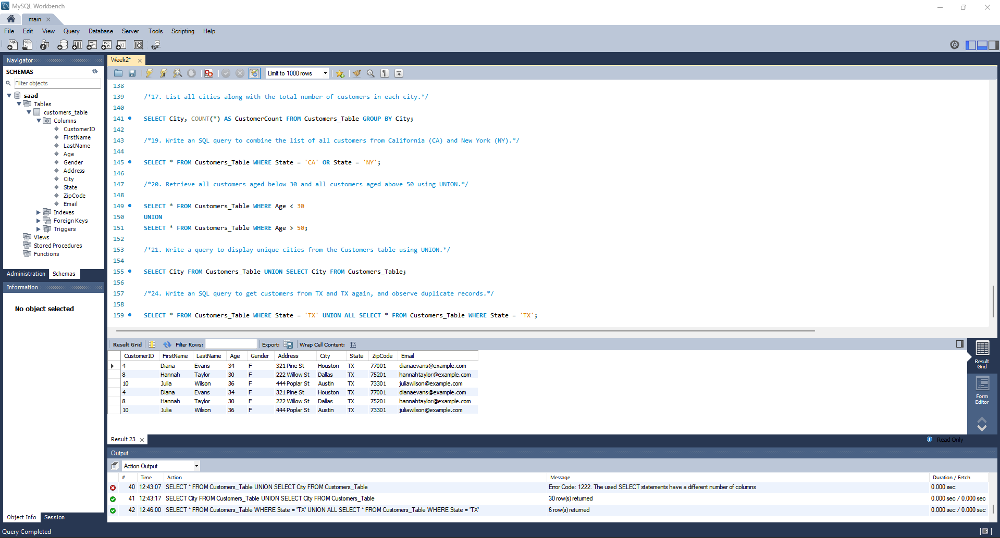 MySQL Workbench
main
File Edit View Query Database Server Tools Scripting Help
Navigator
SCHEMAS
Filter objects
saad
Tables
customers_table
Columns
CustomerID
FirstName
LastName
Age
Gender
Address
City
State
ZipCode
Email
Indexes
Foreign Keys
Triggers
Views
Stored Procedures
Functions
Administration Schemas
Information
No object selected
Object Info Session
Week2*
Limit to 1000 rows
138
139 /*17. List all cities along with the total number of customers in each city.*/
140
141 SELECT City, COUNT(*) AS CustomerCount FROM Customers_Table GROUP BY City;
142
143 /*19. Write an SQL query to combine the list of all customers from California (CA) and New York (NY).*/
144
145 SELECT * FROM Customers_Table WHERE State = 'CA' OR State = 'NY';
146
147 /*20. Retrieve all customers aged below 30 and all customers aged above 50 using UNION.*/
148
149 SELECT * FROM Customers_Table WHERE Age < 30
150 UNION
151 SELECT * FROM Customers_Table WHERE Age > 50;
152
153 /*21. Write a query to display unique cities from the Customers table using UNION.*/
154
155 SELECT City FROM Customers_Table UNION SELECT City FROM Customers_Table;
156
157 /*24. Write an SQL query to get customers from TX and TX again, and observe duplicate records.*/
158
159 SELECT * FROM Customers_Table WHERE State = 'TX' UNION ALL SELECT * FROM Customers_Table WHERE State = 'TX';
Result Grid Filter Rows: Export: Wrap Cell Content:
CustomerID FirstName LastName Age Gender Address City State ZipCode Email
4 Diana Evans 34 F 321 Pine St Houston TX 77001 dianaevans@example.com
8 Hannah Taylor 30 F 222 Willow St Dallas TX 75201 hannahtaylor@example.com
10 Julia Wilson 36 F 444 Poplar St Austin TX 73301 juliawilson@example.com
4 Diana Evans 34 F 321 Pine St Houston TX 77001 dianaevans@example.com
8 Hannah Taylor 30 F 222 Willow St Dallas TX 75201 hannahtaylor@example.com
10 Julia Wilson 36 F 444 Poplar St Austin TX 73301 juliawilson@example.com
Result
Grid
Form
Editor
Result 23
Read Only
Output
Action Output
# Time Action Message Duration / Fetch
40 12:43:07 SELECT * FROM Customers_Table UNION SELECT City FROM Customers_Table Error Code: 1222. The used SELECT statements have a different number of columns 0.000 sec
41 12:43:17 SELECT City FROM Customers_Table UNION SELECT City FROM Customers_Table 30 row(s) returned 0.000 sec / 0.000 sec
42 12:46:00 SELECT * FROM Customers_Table WHERE State = 'TX' UNION ALL SELECT * FROM Customers_Table WHERE State = 'TX' 6 row(s) returned 0.000 sec / 0.000 sec
Query Completed